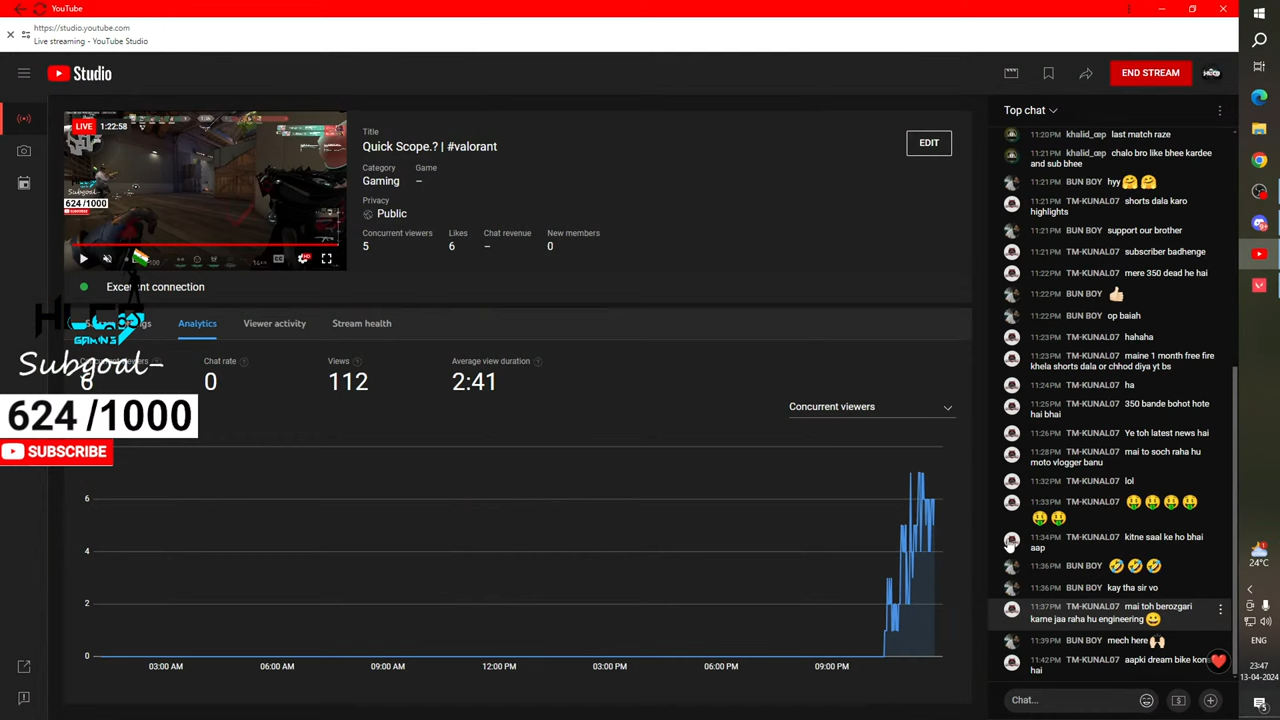 YouTube
https://studio.youtube.com
Live streaming - YouTube Studio
Studio
END STREAM
LIVE 1:22:58
Subgoal-
624 /1000
Title
Quick Scope.? | #valorant
Category
Game
Gaming
–
Privacy
Public
Concurrent viewers
Likes
Chat revenue
New members
5
6
–
0
EDIT
Excellent connection
Analytics
Viewer activity
Stream health
GAMING
Subgoal-
624 /1000
SUBSCRIBE
Chat rate
Views
Average view duration
6
0
112
2:41
Concurrent viewers
6
4
2
0
03:00 AM
06:00 AM
09:00 AM
12:00 PM
03:00 PM
06:00 PM
09:00 PM
Top chat
11:20PM khalid_œp last match raze
11:21PM khalid_œp chalo bro like bhee kardee
and sub bhee
11:21PM BUN BOY hyy 🤗 🤗
11:21PM TM-KUNAL07 shorts dala karo
highlights
11:21PM BUN BOY support our brother
11:21PM TM-KUNAL07 subscriber badhenge
11:22PM TM-KUNAL07 mere 350 dead he hai
11:22PM BUN BOY 👍🏻
11:22PM BUN BOY op baiah
11:23PM TM-KUNAL07 hahaha
11:23PM TM-KUNAL07 maine 1 month free fire
khela shorts dala or chhod diya yt bs
11:24PM TM-KUNAL07 ha
11:25PM TM-KUNAL07 350 bande bohot hote
hai bhai
11:26PM TM-KUNAL07 Ye toh latest news hai
11:28PM TM-KUNAL07 mai to soch raha hu
moto vlogger banu
11:32PM TM-KUNAL07 lol
11:33PM TM-KUNAL07 🤑 🤑 🤑 🤑
🤑 🤑
11:34PM TM-KUNAL07 kitne saal ke ho bhai
aap
11:36PM BUN BOY 🤣 🤣 🤣
11:36PM BUN BOY kay tha sir vo
11:37PM TM-KUNAL07 mai toh berozgari
karne jaa raha hu engineering 😀
11:39PM BUN BOY mech here 🙌🏻
11:42PM TM-KUNAL07 aapki dream bike kon
hai
Chat...
24°C
ENG
23:47
13-04-2024